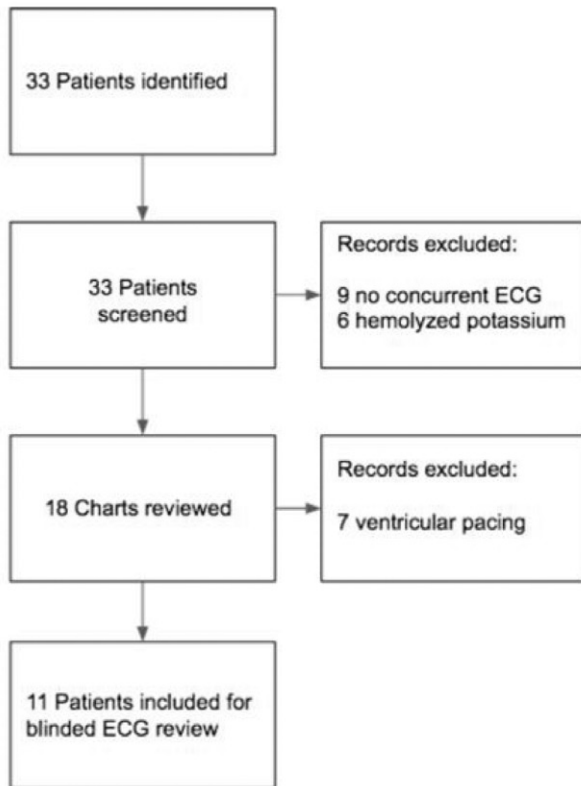 33 Patients identified
33 Patients
screened
Records excluded:
9 no concurrent ECG
6 hemolyzed potassium
18 Charts reviewed
Records excluded:
7 ventricular pacing
11 Patients included for
blinded ECG review